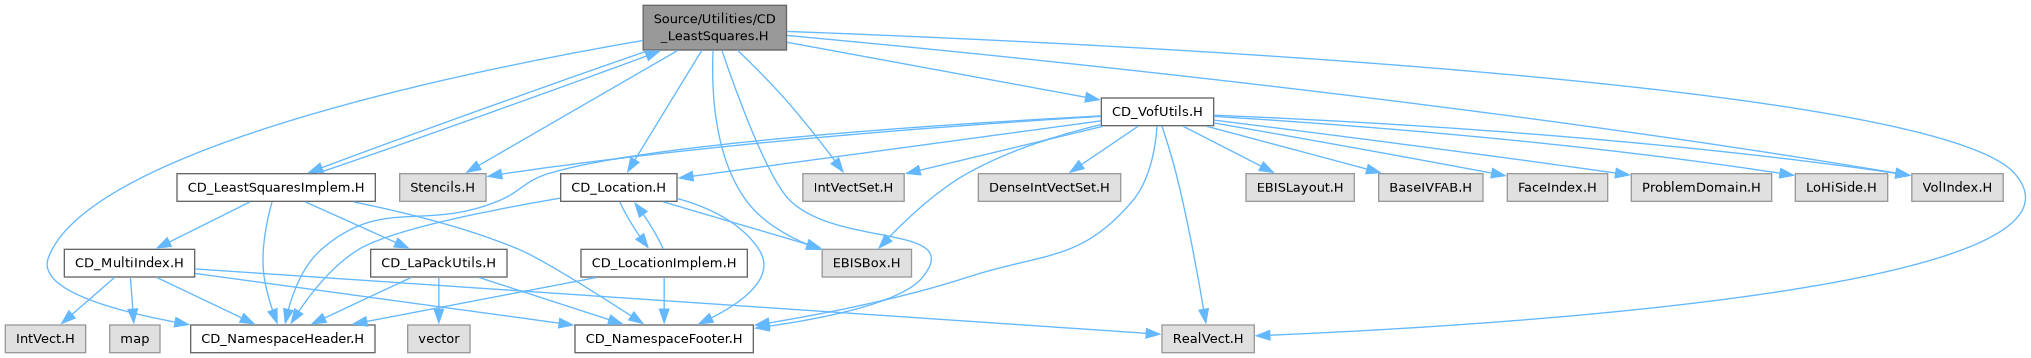 Source/Utilities/CD
_LeastSquares.H
CD_VofUtils.H
CD_LeastSquaresImplem.H
Stencils.H
CD_Location.H
IntVectSet.H
DenseIntVectSet.H
EBISLayout.H
BaseIVFAB.H
FaceIndex.H
ProblemDomain.H
LoHiSide.H
VolIndex.H
CD_MultiIndex.H
CD_LaPackUtils.H
CD_LocationImplem.H
EBISBox.H
IntVect.H
map
CD_NamespaceHeader.H
vector
CD_NamespaceFooter.H
RealVect.H